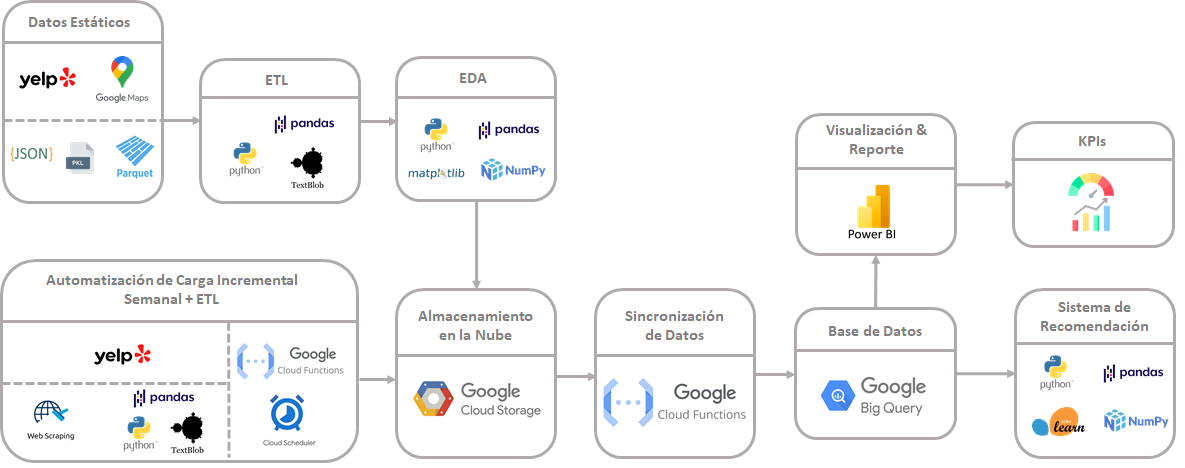 Datos Estáticos
yelp
Google Maps
{JSON}
PKL
Parquet
ETL
pandas
python
TextBlob
EDA
python
pandas
matplotlib
NumPy
Visualización &
Reporte
Power BI
KPIs
Automatización de Carga Incremental
Semanal + ETL
yelp
Web Scraping
pandas
python
TextBlob
Google
Cloud Functions
Cloud Scheduler
Almacenamiento
en la Nube
Google
Cloud Storage
Sincronización
de Datos
Google
Cloud Functions
Base de Datos
Google
Big Query
Sistema de
Recomendación
python
pandas
learn
NumPy